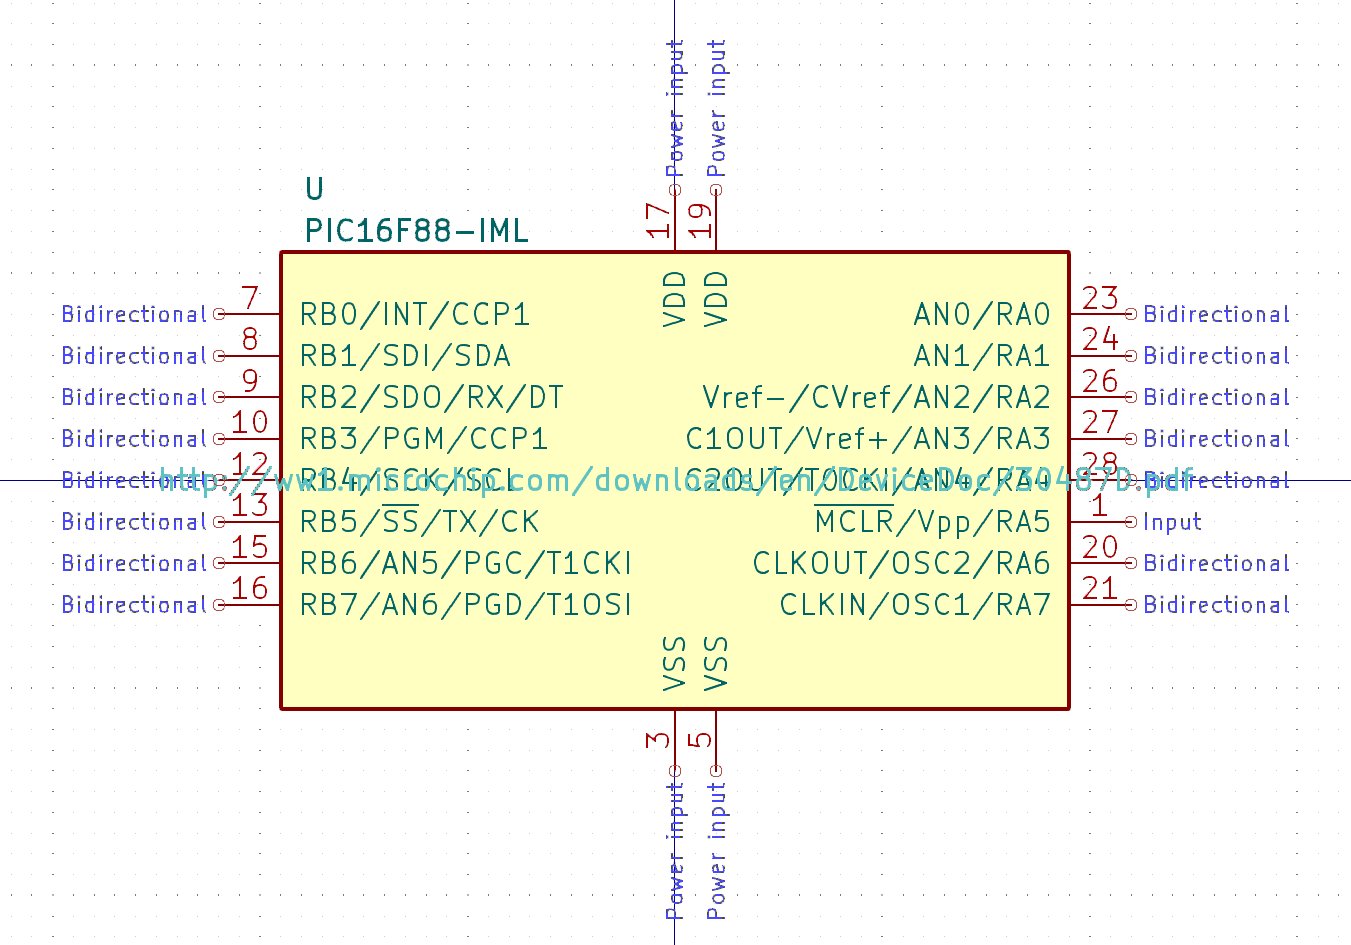 Power input Power input
U
PIC16F88-IML
17 19
VDD VDD
Bidirectional 7 RB0/INT/CCP1 AN0/RA0 23 Bidirectional
Bidirectional 8 RB1/SDI/SDA AN1/RA1 24 Bidirectional
Bidirectional 9 RB2/SDO/RX/DT Vref-/CVref/AN2/RA2 26 Bidirectional
Bidirectional 10 RB3/PGM/CCP1 C1OUT/Vref+/AN3/RA3 27 Bidirectional
Bidirectional 12 RB4/SCK/SCL C2OUT/T0CKI/AN4/RA4 28 Bidirectional
http://ww1.microchip.com/downloads/en/DeviceDoc/30487D.pdf
Bidirectional 13 RB5/SS/TX/CK MCLR/Vpp/RA5 1 Input
Bidirectional 15 RB6/AN5/PGC/T1CKI CLKOUT/OSC2/RA6 20 Bidirectional
Bidirectional 16 RB7/AN6/PGD/T1OSI CLKIN/OSC1/RA7 21 Bidirectional
VSS VSS
3 5
Power input Power input